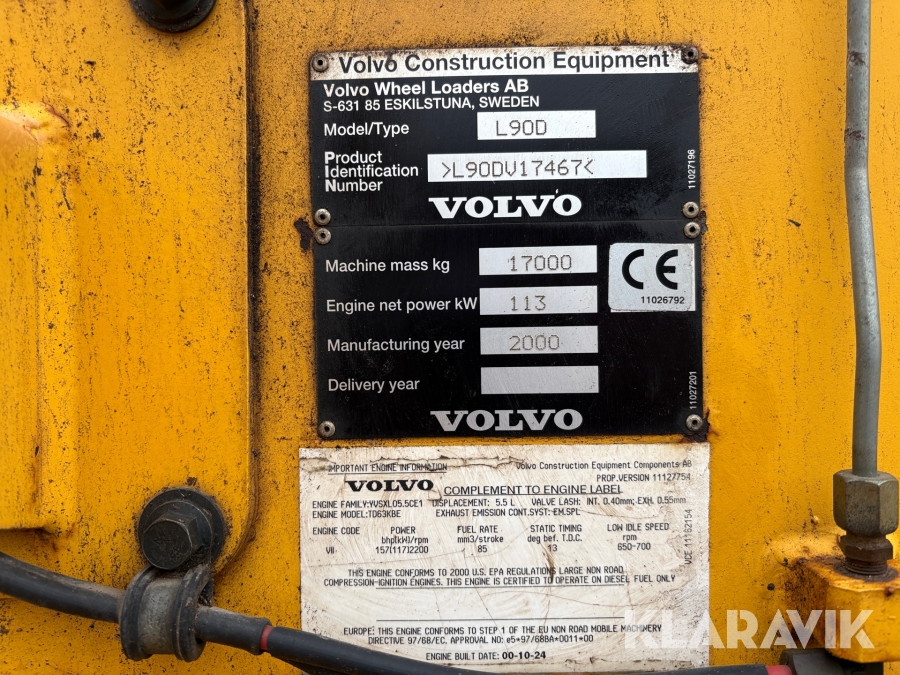 Volvo Construction Equipment
Volvo Wheel Loaders AB
S-631 85 ESKILSTUNA, SWEDEN
Model/Type L90D
Product Identification Number >L90DV17467<
11027196
VOLVO
Machine mass kg 17000
CE
11026792
Engine net power kW 113
Manufacturing year 2000
Delivery year
11027201
VOLVO
IMPORTANT ENGINE INFORMATION Volvo Construction Equipment Components AB
PROP.VERSION 11127754
VOLVO COMPLEMENT TO ENGINE LABEL
ENGINE FAMILY:YVSXL05.5CE1 DISPLACEMENT: 5.5 L VALVE LASH: INT. 0.40mm; EXH. 0.55mm
ENGINE MODEL:TD63KBE EXHAUST EMISSION CONT.SYST: EM.SPL
ENGINE CODE POWER FUEL RATE STATIC TIMING LOW IDLE SPEED
bhp(kW)/rpm mm3/stroke deg bef. T.D.C. rpm
VII 157(117)2200 85 13 650-700
VCE 11162154
THIS ENGINE CONFORMS TO 2000 U.S. EPA REGULATIONS LARGE NON ROAD
COMPRESSION-IGNITION ENGINES. THIS ENGINE IS CERTIFIED TO OPERATE ON DIESEL FUEL ONLY
EUROPE: THIS ENGINE CONFORMS TO STEP 1 OF THE EU NON ROAD MOBILE MACHINERY
DIRECTIVE 97/68/EC. APPROVAL NO: e5*97/68BA*0011*00
ENGINE BUILT DATE: 00-10-24
KLARAVIK